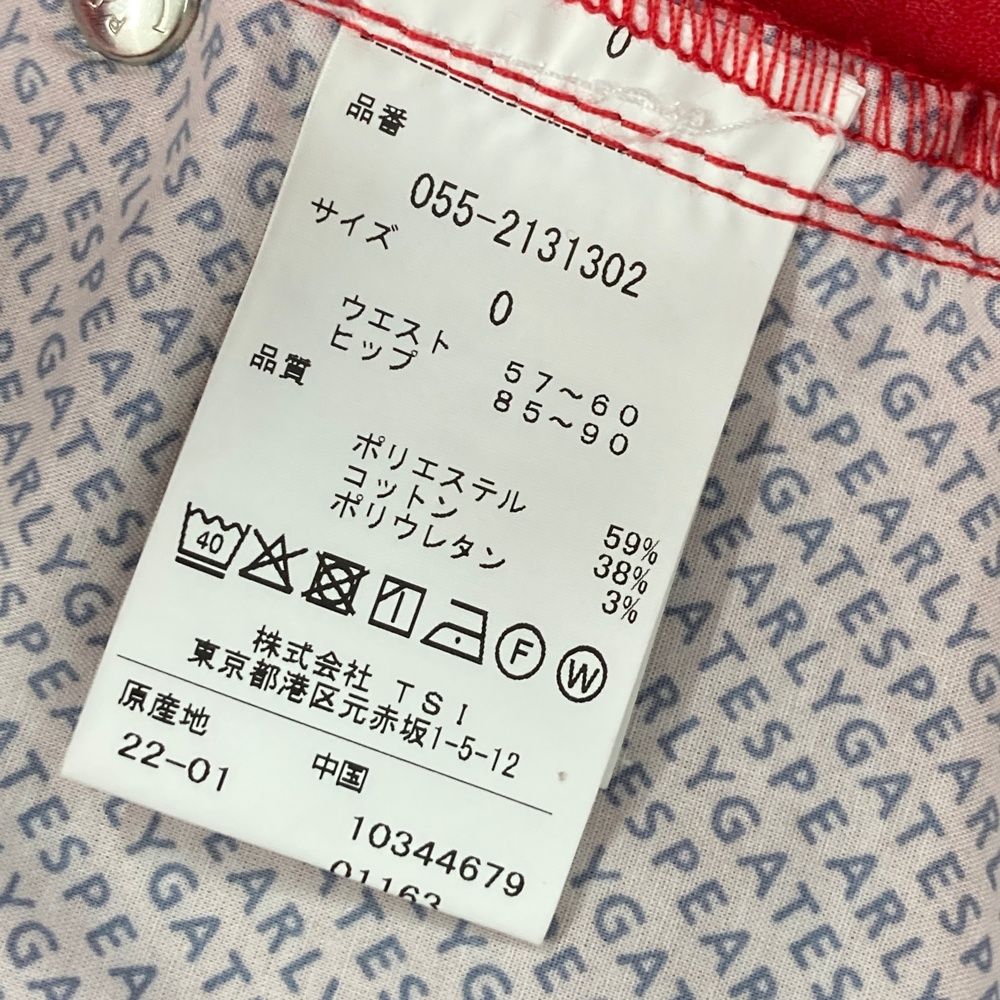 0
品番
055-2131302
サイズ
0
ウエスト 57～60
ヒップ 85～90
品質
ポリエステル 59%
コットン 38%
ポリウレタン 3%
40
F W
株式会社 TSI
東京都港区元赤坂1-5-12
原産地
22-01 中国
10344679
01163
PEARLYGATES